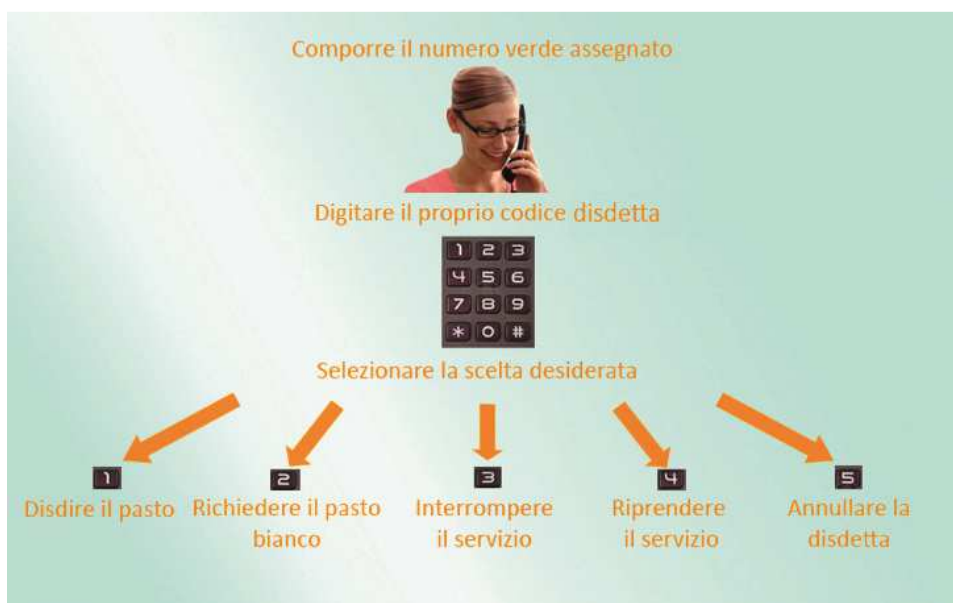 Comporre il numero verde assegnato
Digitare il proprio codice disdetta
1 2 3
4 5 6
7 8 9
* 0 #
Selezionare la scelta desiderata
1 2 3 4 5
Disdire il pasto Richiedere il pasto Interrompere Riprendere Annullare la
bianco il servizio il servizio disdetta